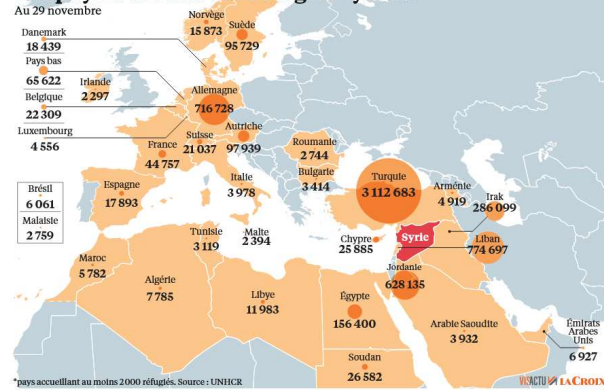 Au 29 novembre
Norvège
15 873
Suède
95 729
Danemark
18 439
Pays bas
65 622
Irlande
2 297
Belgique
22 309
Luxembourg
4 556
Allemagne
716 728
Suisse
21 037
Autriche
97 939
France
44 757
Roumanie
2 744
Bulgarie
3 414
Italie
3 978
Espagne
17 893
Brésil
6 061
Malaisie
2 759
Turquie
3 112 683
Arménie
4 919
Irak
286 099
Syrie
Liban
774 697
Chypre
25 885
Jordanie
628 135
Malte
2 394
Tunisie
3 119
Maroc
5 782
Algérie
7 785
Libye
11 983
Égypte
156 400
Arabie Saoudite
3 932
Émirats
Arabes
Unis
6 927
Soudan
26 582
*pays accueillant au moins 2000 réfugiés. Source : UNHCR
VISACTU LA CROIX